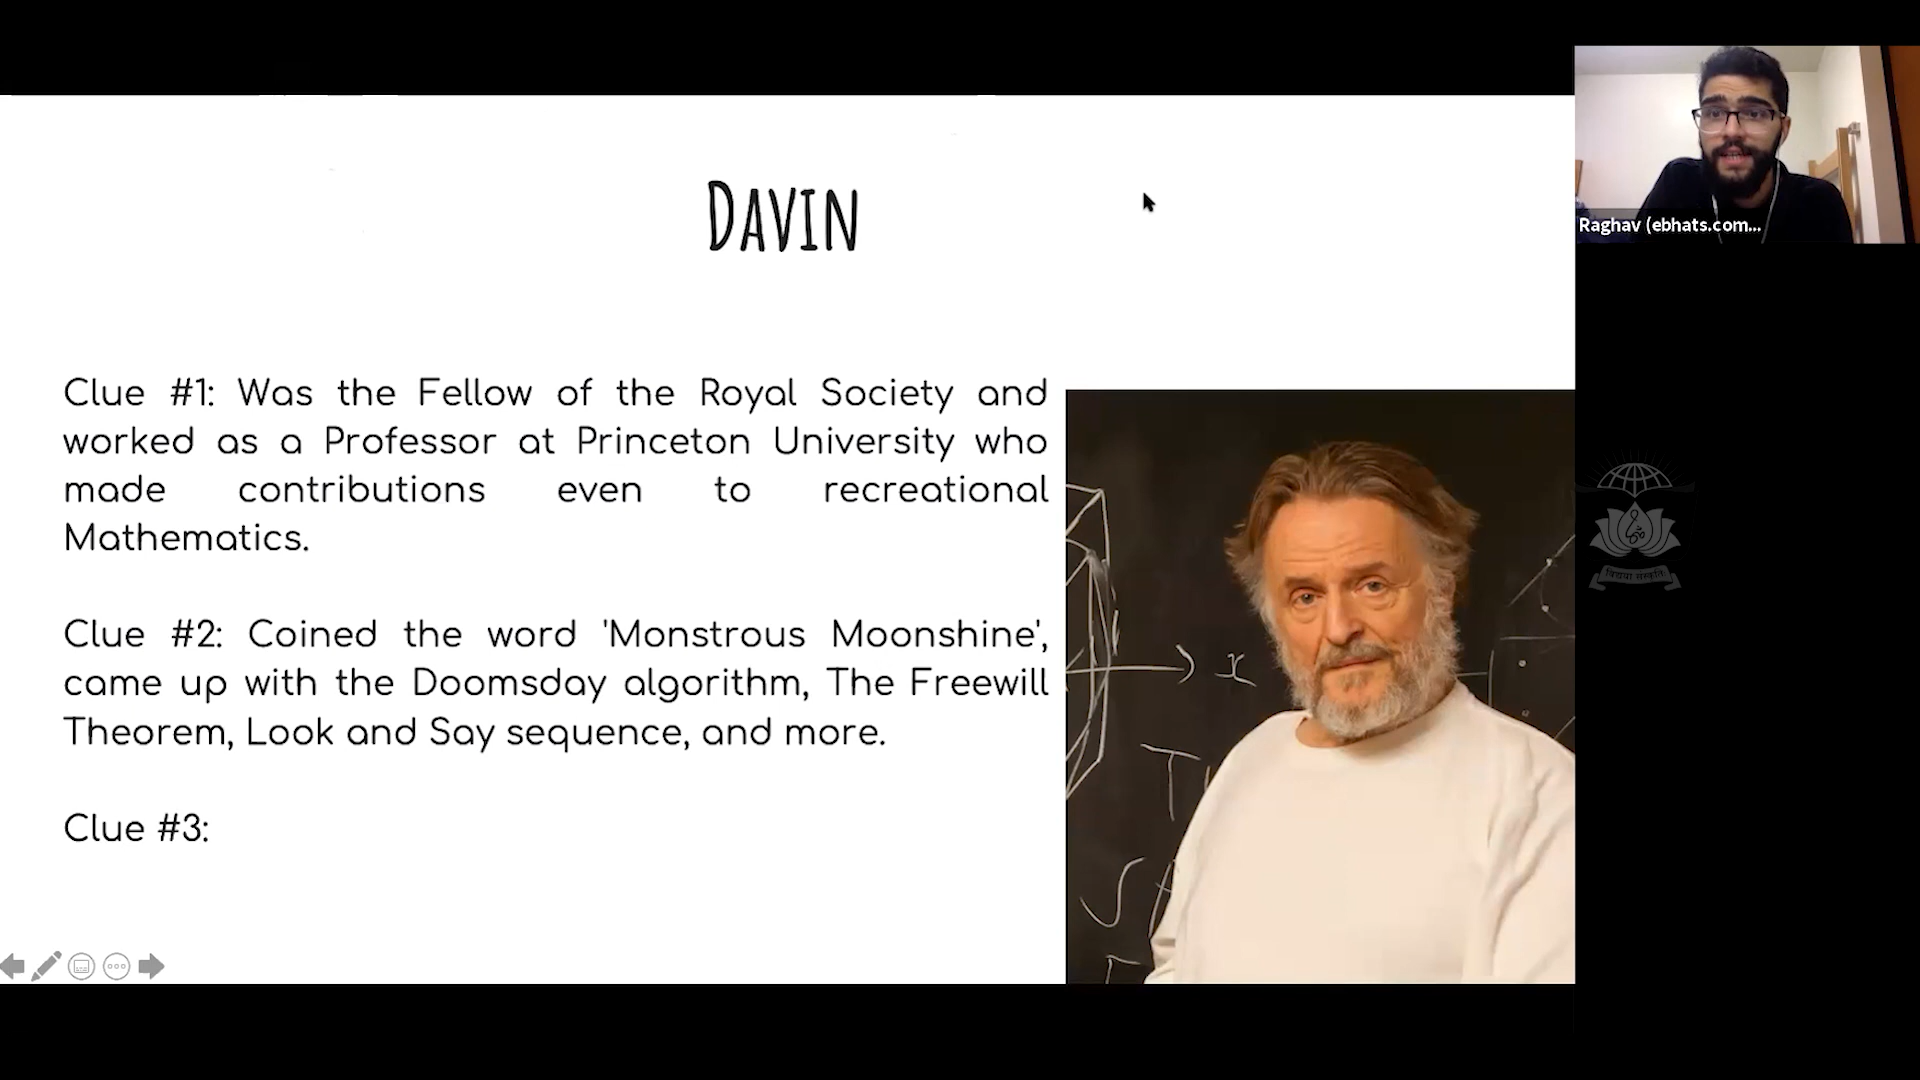 DAVIN
Clue #1: Was the Fellow of the Royal Society and
worked as a Professor at Princeton University who
made contributions even to recreational
Mathematics.
Clue #2: Coined the word 'Monstrous Moonshine',
came up with the Doomsday algorithm, The Freewill
Theorem, Look and Say sequence, and more.
Clue #3:
x
Raghav (ebhats.com...
विद्यया संस्कृतिः